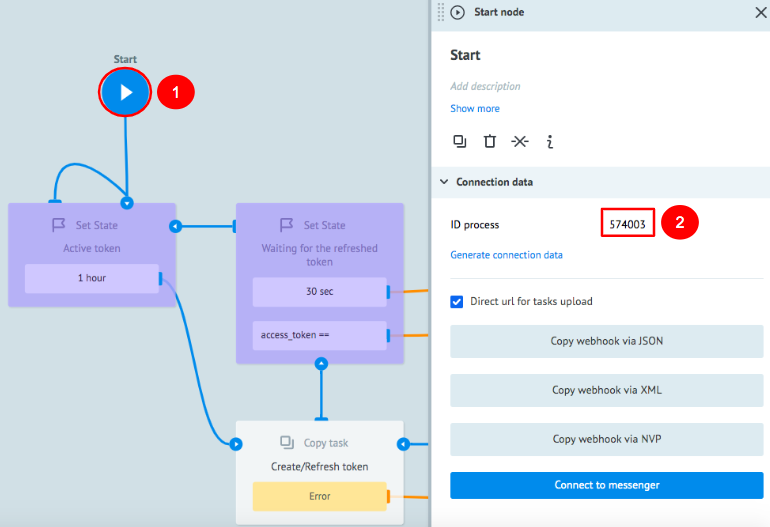 Start
1
Set State
Active token
1 hour
Set State
Waiting for the refreshed
token
30 sec
access_token ==
Copy task
Create/Refresh token
Error
Start node
Start
Add description
Show more
i
Connection data
ID process 574003
2
Generate connection data
Direct url for tasks upload
Copy webhook via JSON
Copy webhook via XML
Copy webhook via NVP
Connect to messenger